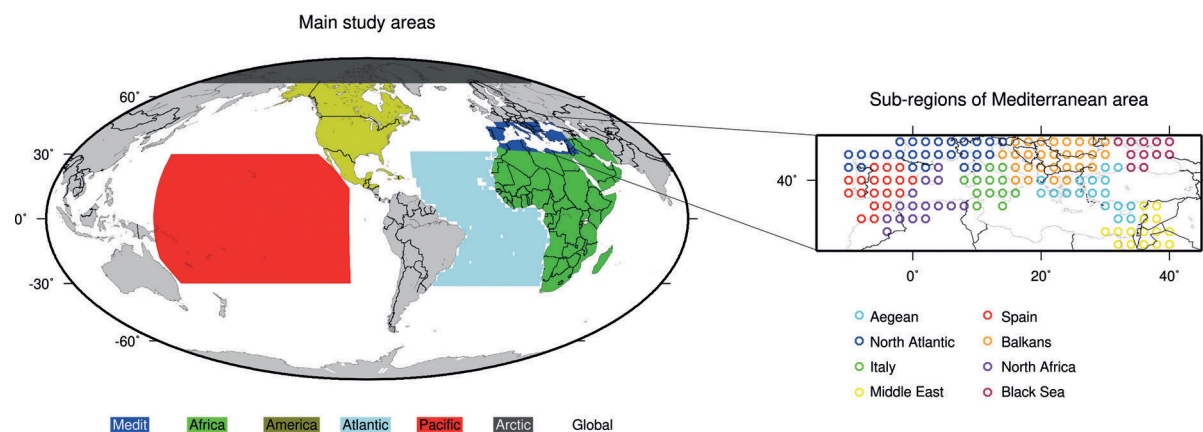 Main study areas
60°
30°
0°
-30°
-60°
Medit Africa America Atlantic Pacific Arctic Global
Sub-regions of Mediterranean area
40°
0° 20° 40°
Aegean Spain
North Atlantic Balkans
Italy North Africa
Middle East Black Sea